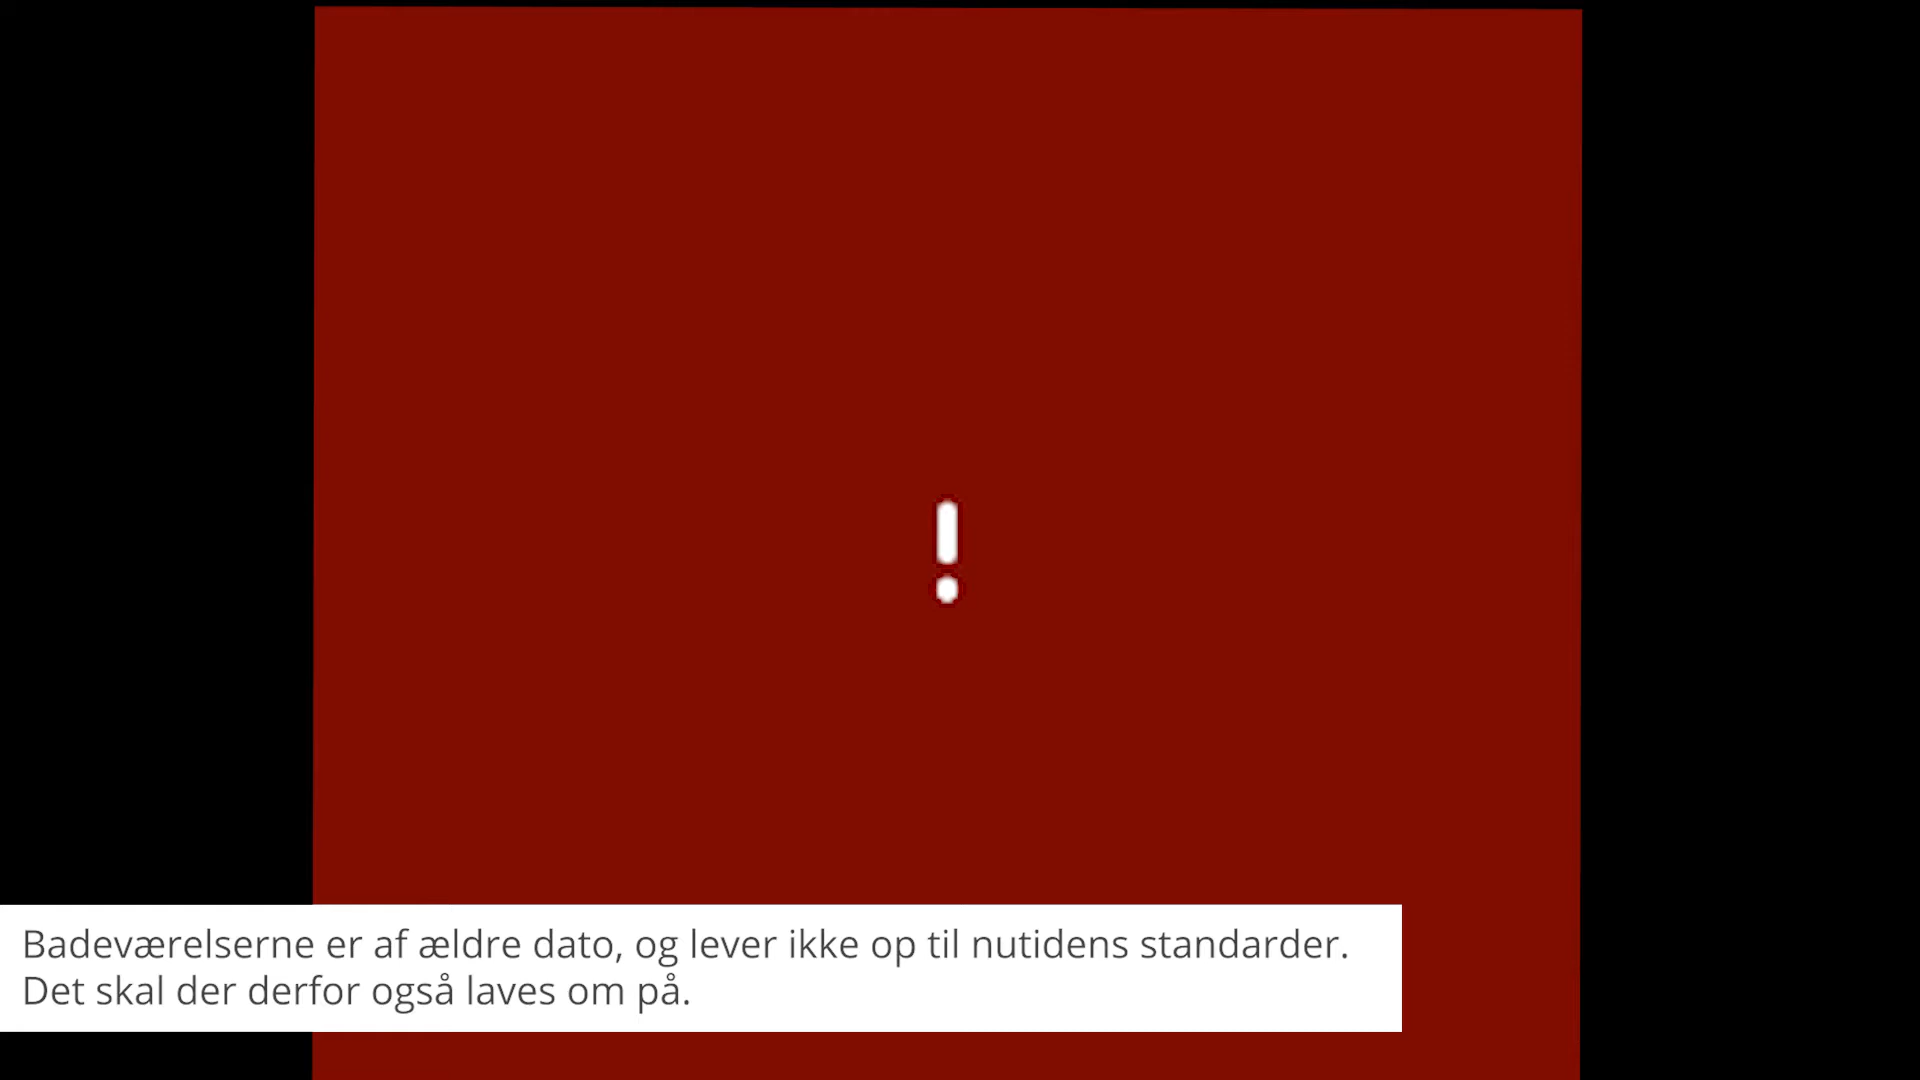 !
Badeværelserne er af ældre dato, og lever ikke op til nutidens standarder.
Det skal der derfor også laves om på.